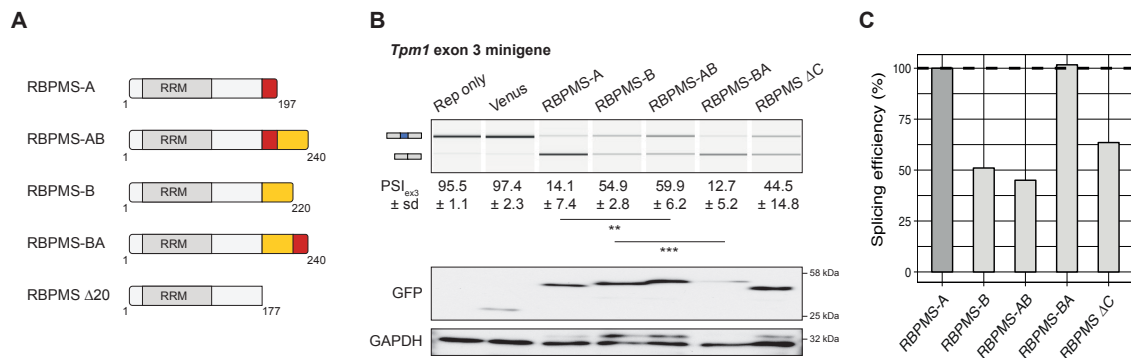 A
RBPMS-A
RRM
1
197
RBPMS-AB
RRM
1
240
RBPMS-B
RRM
1
220
RBPMS-BA
RRM
1
240
RBPMS Δ20
RRM
1
177
B
Tpm1 exon 3 minigene
Rep only Venus RBPMS-A RBPMS-B RBPMS-AB RBPMS-BA RBPMS ΔC
PSIex3 95.5 97.4 14.1 54.9 59.9 12.7 44.5
± sd ± 1.1 ± 2.3 ± 7.4 ± 2.8 ± 6.2 ± 5.2 ± 14.8
**
***
GFP
58 kDa
25 kDa
GAPDH
32 kDa
C
Splicing efficiency (%)
100
75
50
25
0
RBPMS-A RBPMS-B RBPMS-AB RBPMS-BA RBPMS ΔC